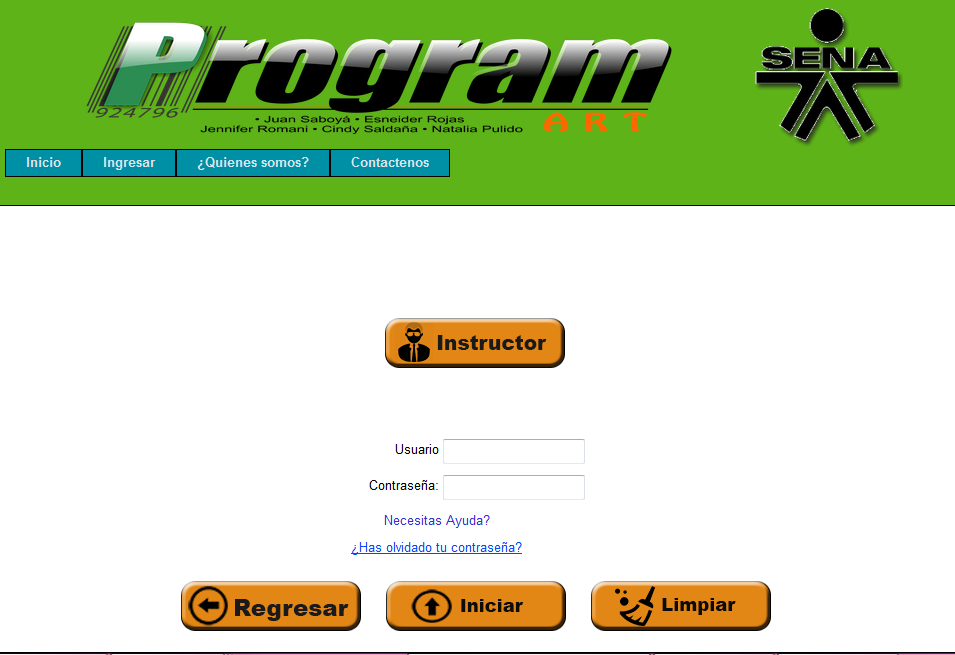 Program
924796
• Juan Saboyá • Esneider Rojas
Jennifer Romani • Cindy Saldaña • Natalia Pulido
ART
SENA
Inicio Ingresar ¿Quienes somos? Contactenos
Instructor
Usuario
Contraseña:
Necesitas Ayuda?
¿Has olvidado tu contraseña?
Regresar Iniciar Limpiar